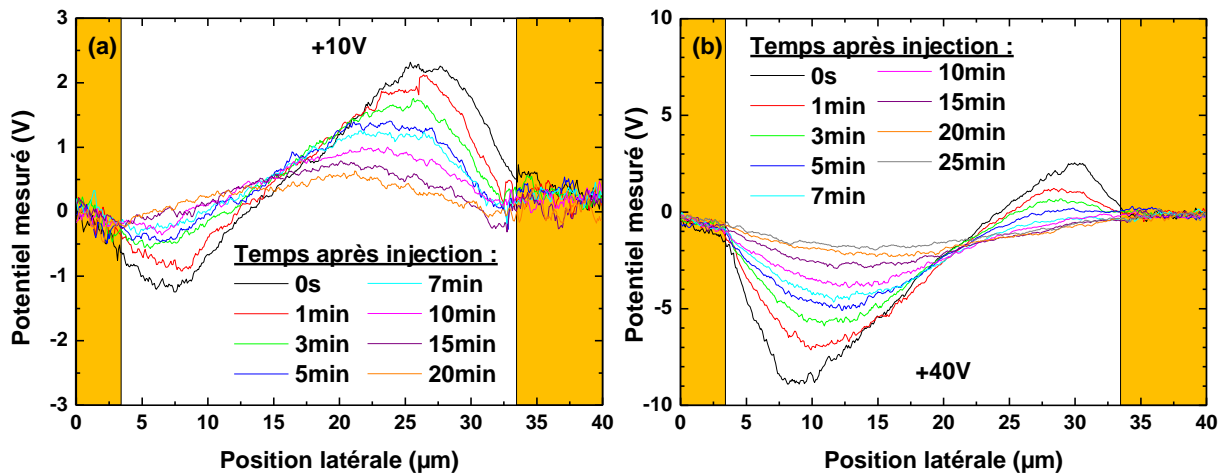 (a)
+10V
Temps après injection :
0s
7min
1min
10min
3min
15min
5min
20min
Potentiel mesuré (V)
3
2
1
0
-1
-2
-3
0
5
10
15
20
25
30
35
40
Position latérale (µm)
(b)
Temps après injection :
0s
10min
1min
15min
3min
20min
5min
25min
7min
+40V
Potentiel mesuré (V)
10
5
0
-5
-10
0
5
10
15
20
25
30
35
40
Position latérale (µm)